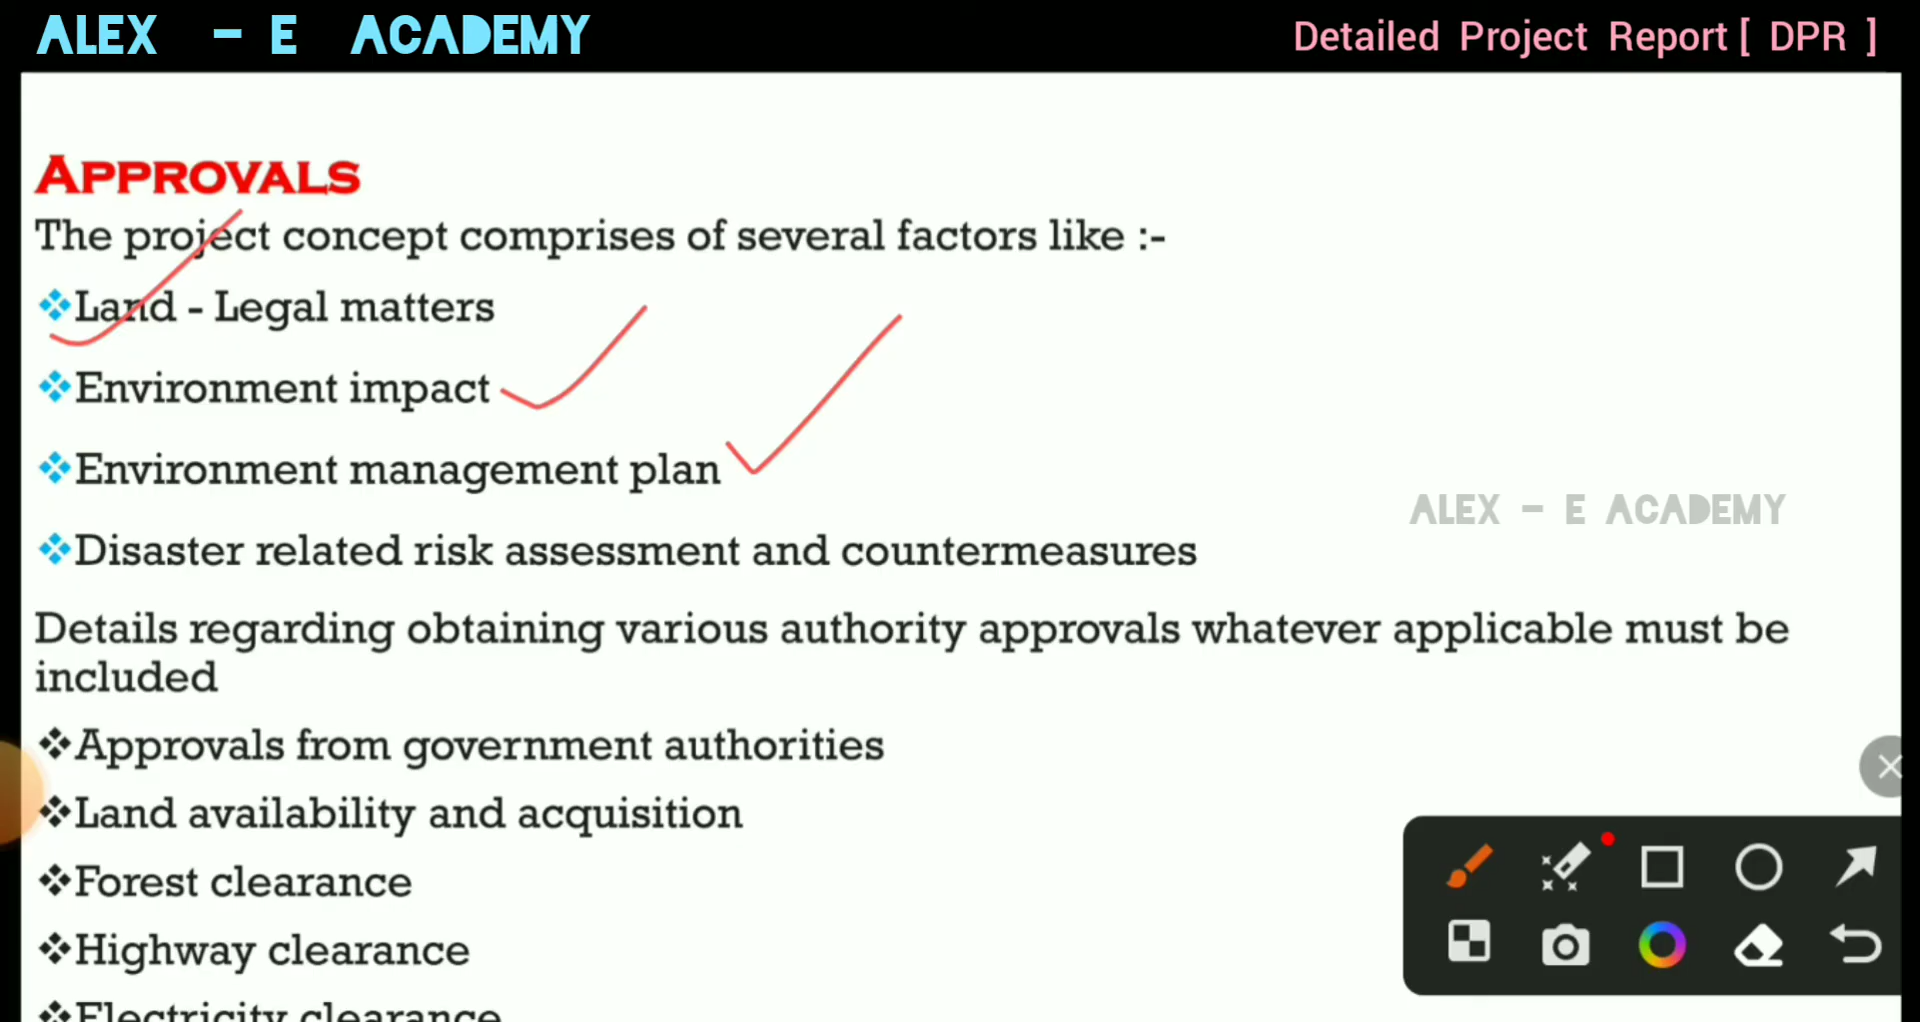 ALEX - E ACADEMY
Detailed Project Report [ DPR ]
APPROVALS
The project concept comprises of several factors like :-
❖Land - Legal matters
❖Environment impact
❖Environment management plan
ALEX - E ACADEMY
❖Disaster related risk assessment and countermeasures
Details regarding obtaining various authority approvals whatever applicable must be
included
❖Approvals from government authorities
❖Land availability and acquisition
❖Forest clearance
❖Highway clearance
❖Electricity clearance